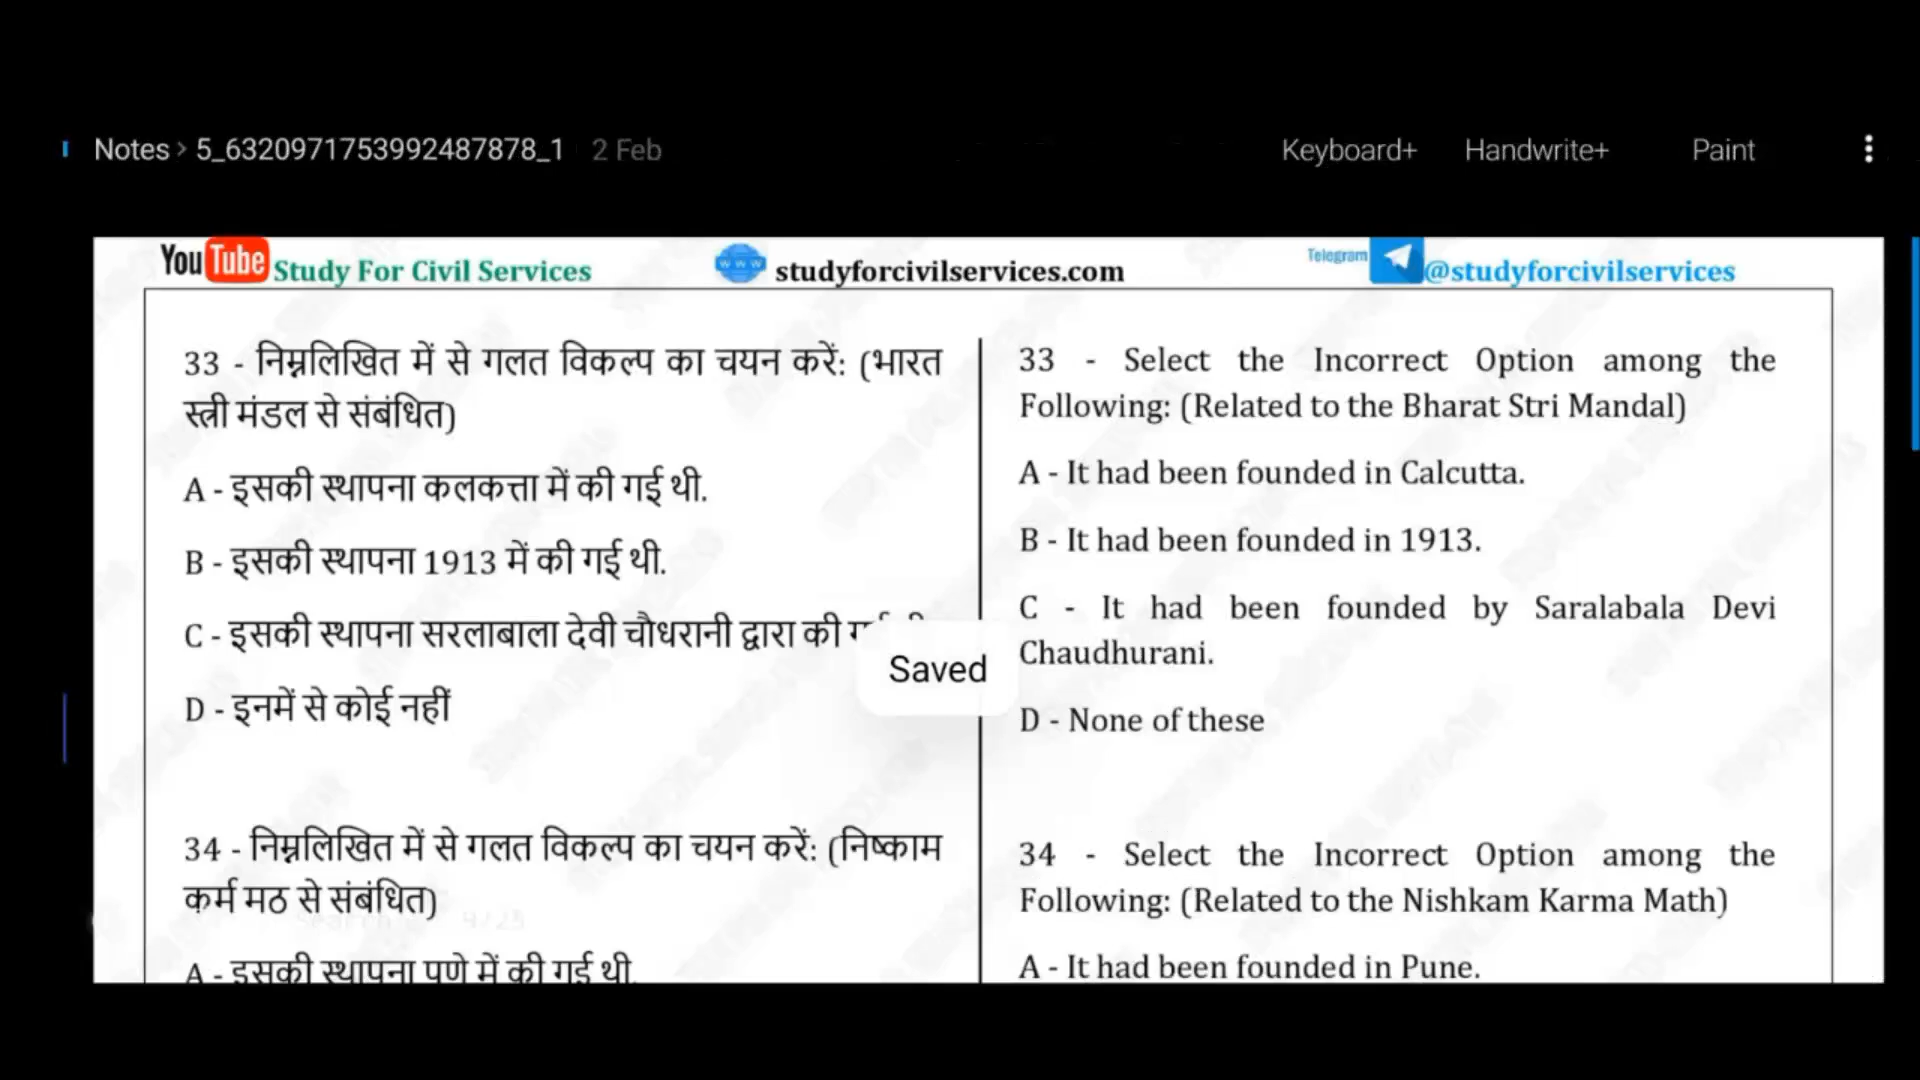 Notes > 5_6320971753992487878_1 2 Feb
Keyboard+ Handwrite+ Paint
YouTube Study For Civil Services
www studyforcivilservices.com
Telegram @studyforcivilservices
33 - निम्नलिखित में से गलत विकल्प का चयन करें: (भारत
स्त्री मंडल से संबंधित)
A - इसकी स्थापना कलकत्ता में की गई थी.
B - इसकी स्थापना 1913 में की गई थी.
C - इसकी स्थापना सरलाबाला देवी चौधरानी द्वारा की
D - इनमें से कोई नहीं
34 - निम्नलिखित में से गलत विकल्प का चयन करें: (निष्काम
कर्म मठ से संबंधित)
A - इसकी स्थापना पुणे में की गई थी.
Saved
33 - Select the Incorrect Option among the
Following: (Related to the Bharat Stri Mandal)
A - It had been founded in Calcutta.
B - It had been founded in 1913.
C - It had been founded by Saralabala Devi
Chaudhurani.
D - None of these
34 - Select the Incorrect Option among the
Following: (Related to the Nishkam Karma Math)
A - It had been founded in Pune.